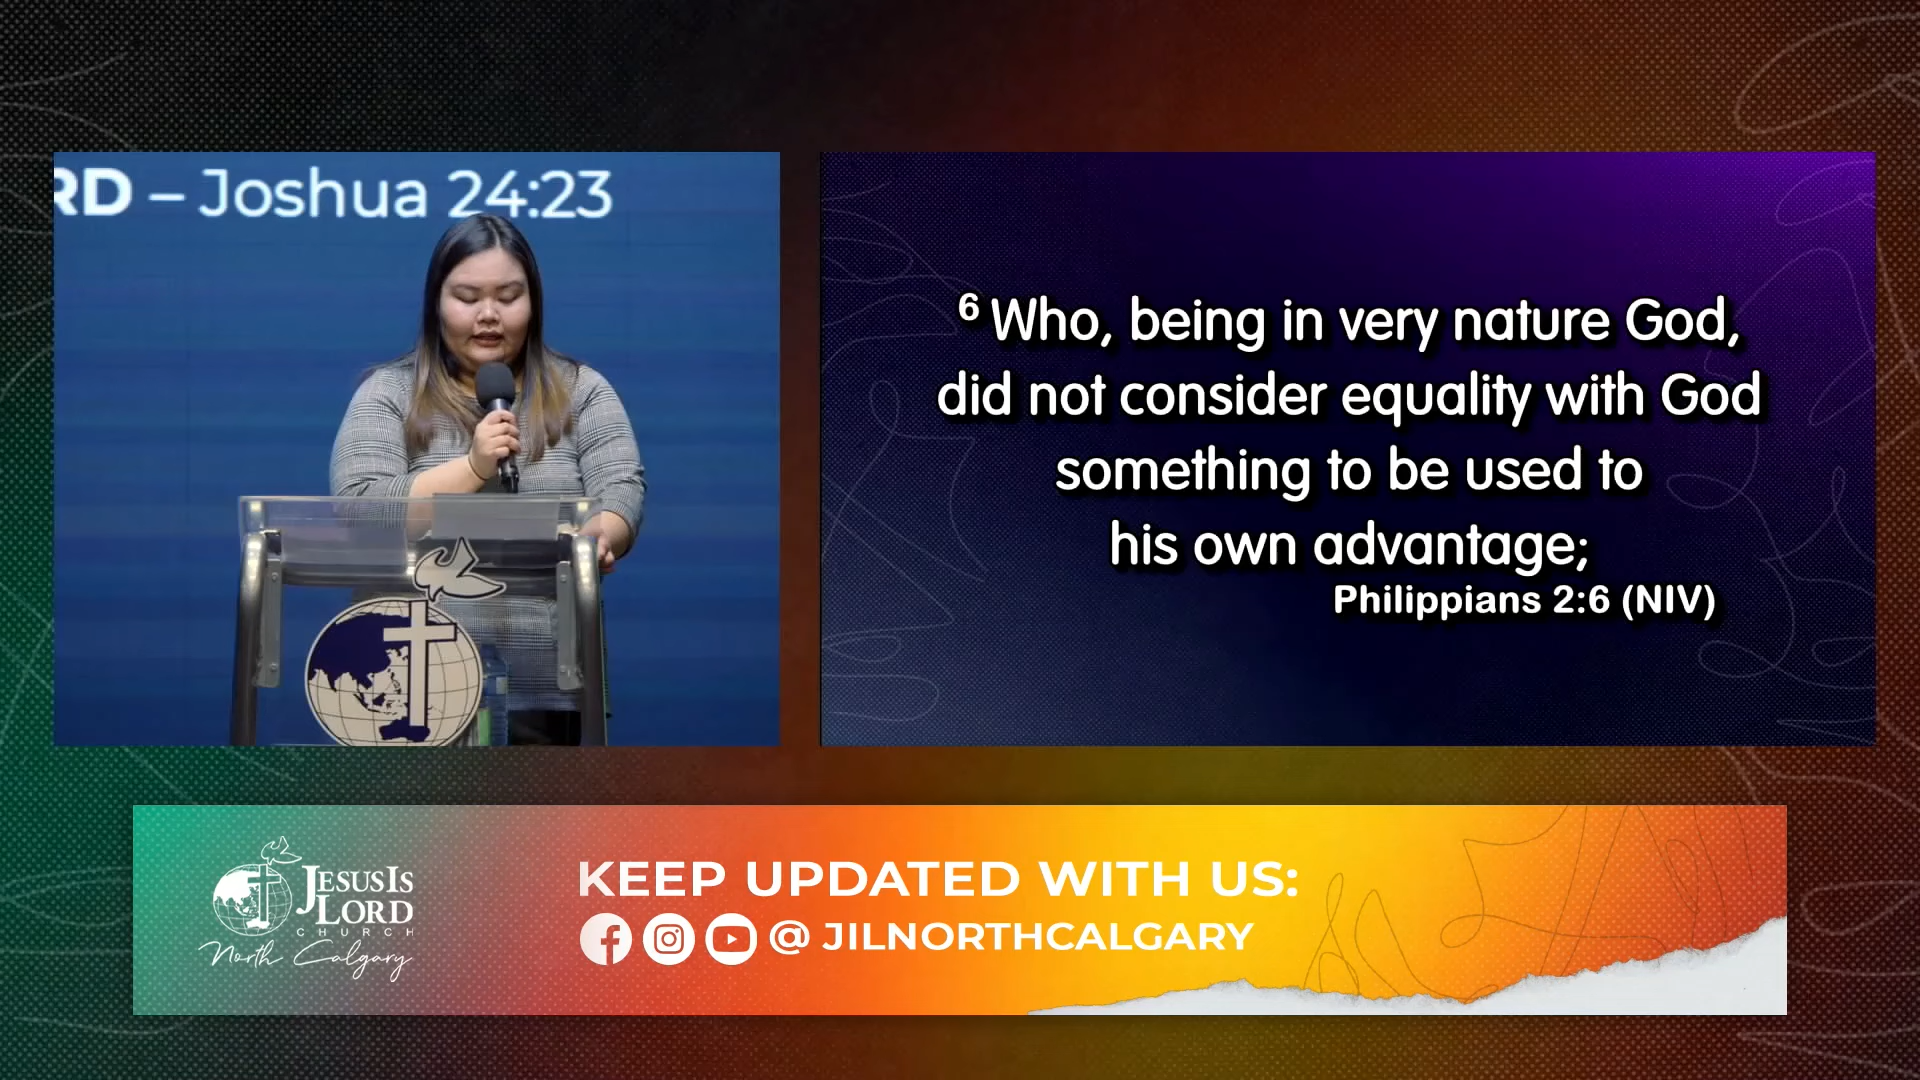 RD – Joshua 24:23
6 Who, being in very nature God,
did not consider equality with God
something to be used to
his own advantage;
Philippians 2:6 (NIV)
JESUS IS
LORD
CHURCH
North Calgary
KEEP UPDATED WITH US:
@ JILNORTHCALGARY